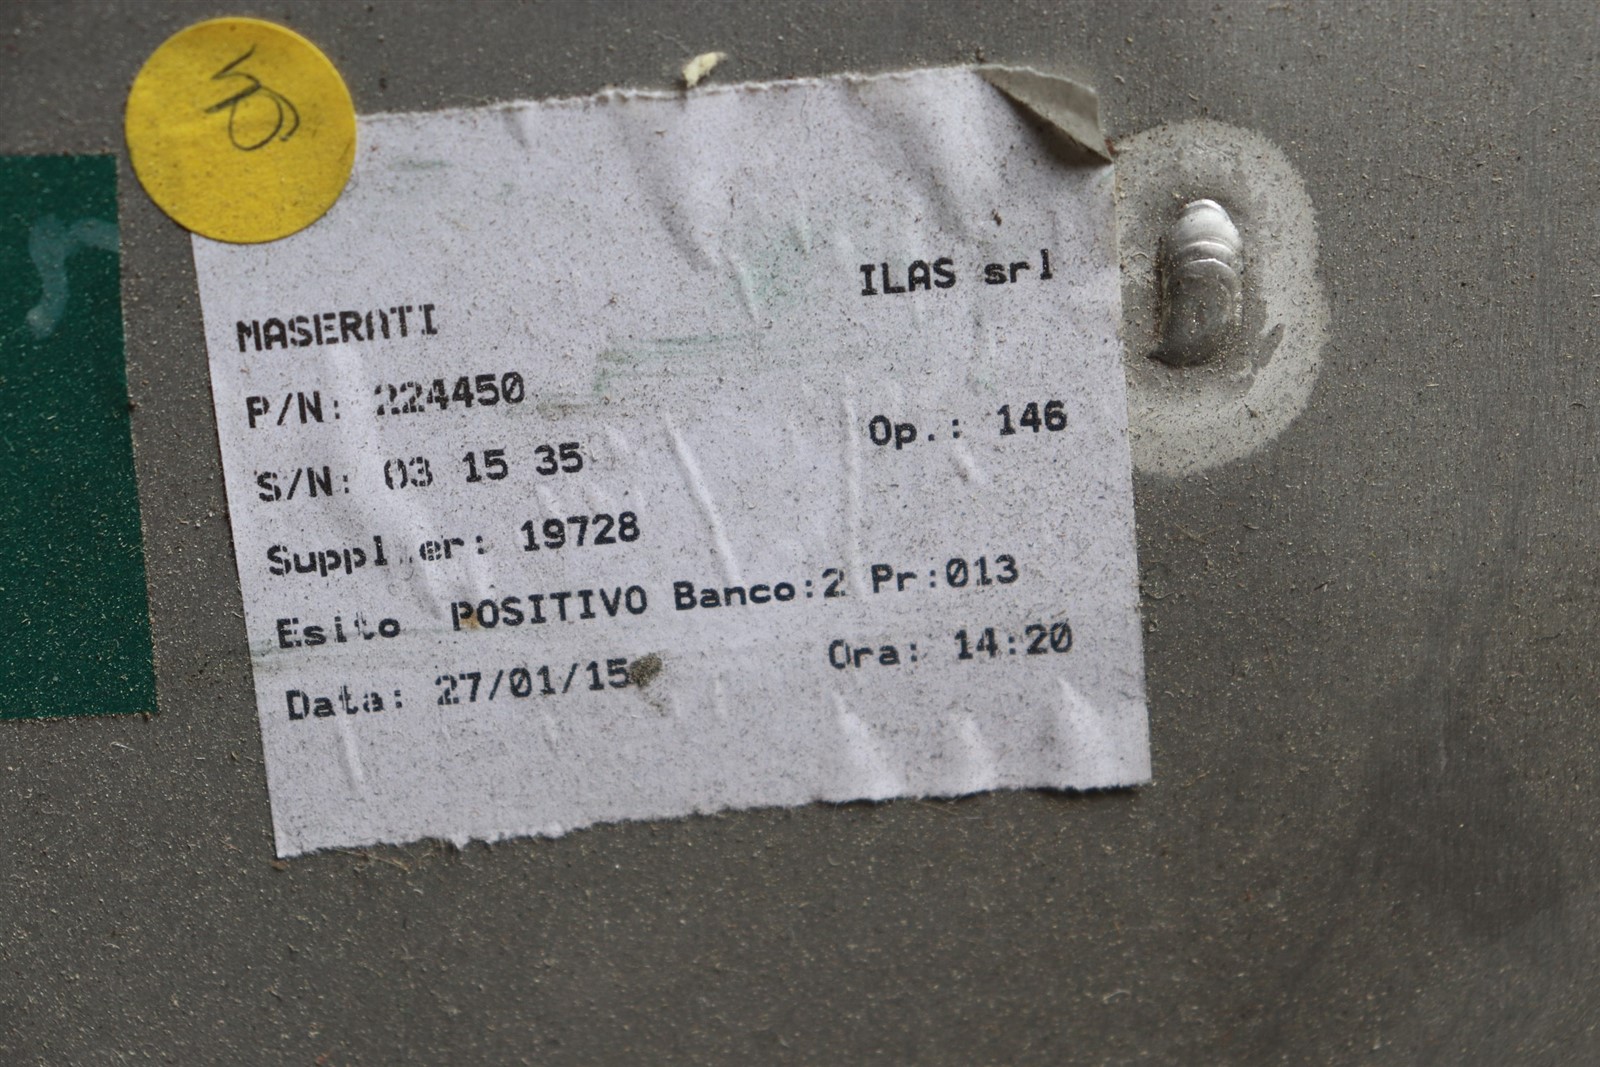 ILAS srl
MASERATI
P/N: 224450
Op.: 146
S/N: 03 15 35
Supplier: 19728
Esito POSITIVO Banco:2 Pr:013
Data: 27/01/15
Ora: 14:20